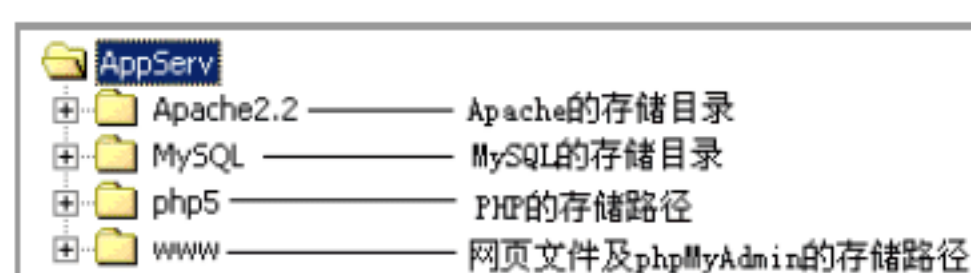 AppServ
Apache2.2 Apache的存储目录
MySQL MySQL的存储目录
php5 PHP的存储路径
www 网页文件及phpMyAdmin的存储路径